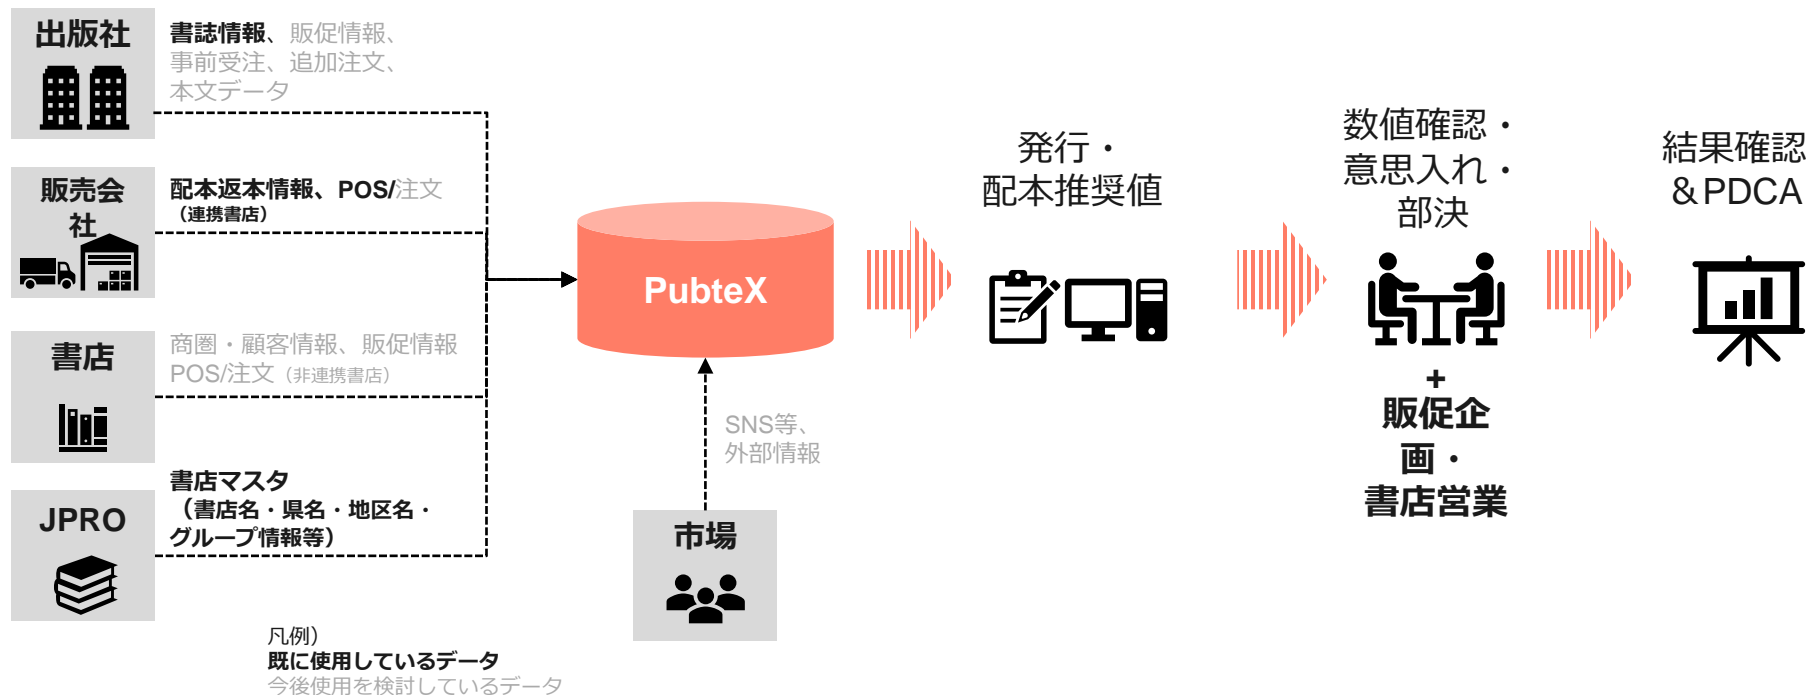 出版社
書誌情報、販促情報、
事前受注、追加注文、
本文データ
販売会
社
配本返本情報、POS/注文
（連携書店）
書店
商圏・顧客情報、販促情報
POS/注文（非連携書店）
JPRO
書店マスタ
（書店名・県名・地区名・
グループ情報等）
凡例）
既に使用しているデータ
今後使用を検討しているデータ
PubteX
SNS等、
外部情報
市場
発行・
配本推奨値
数値確認・
意思入れ・
部決
+
販促企
画・
書店営業
結果確認
＆PDCA